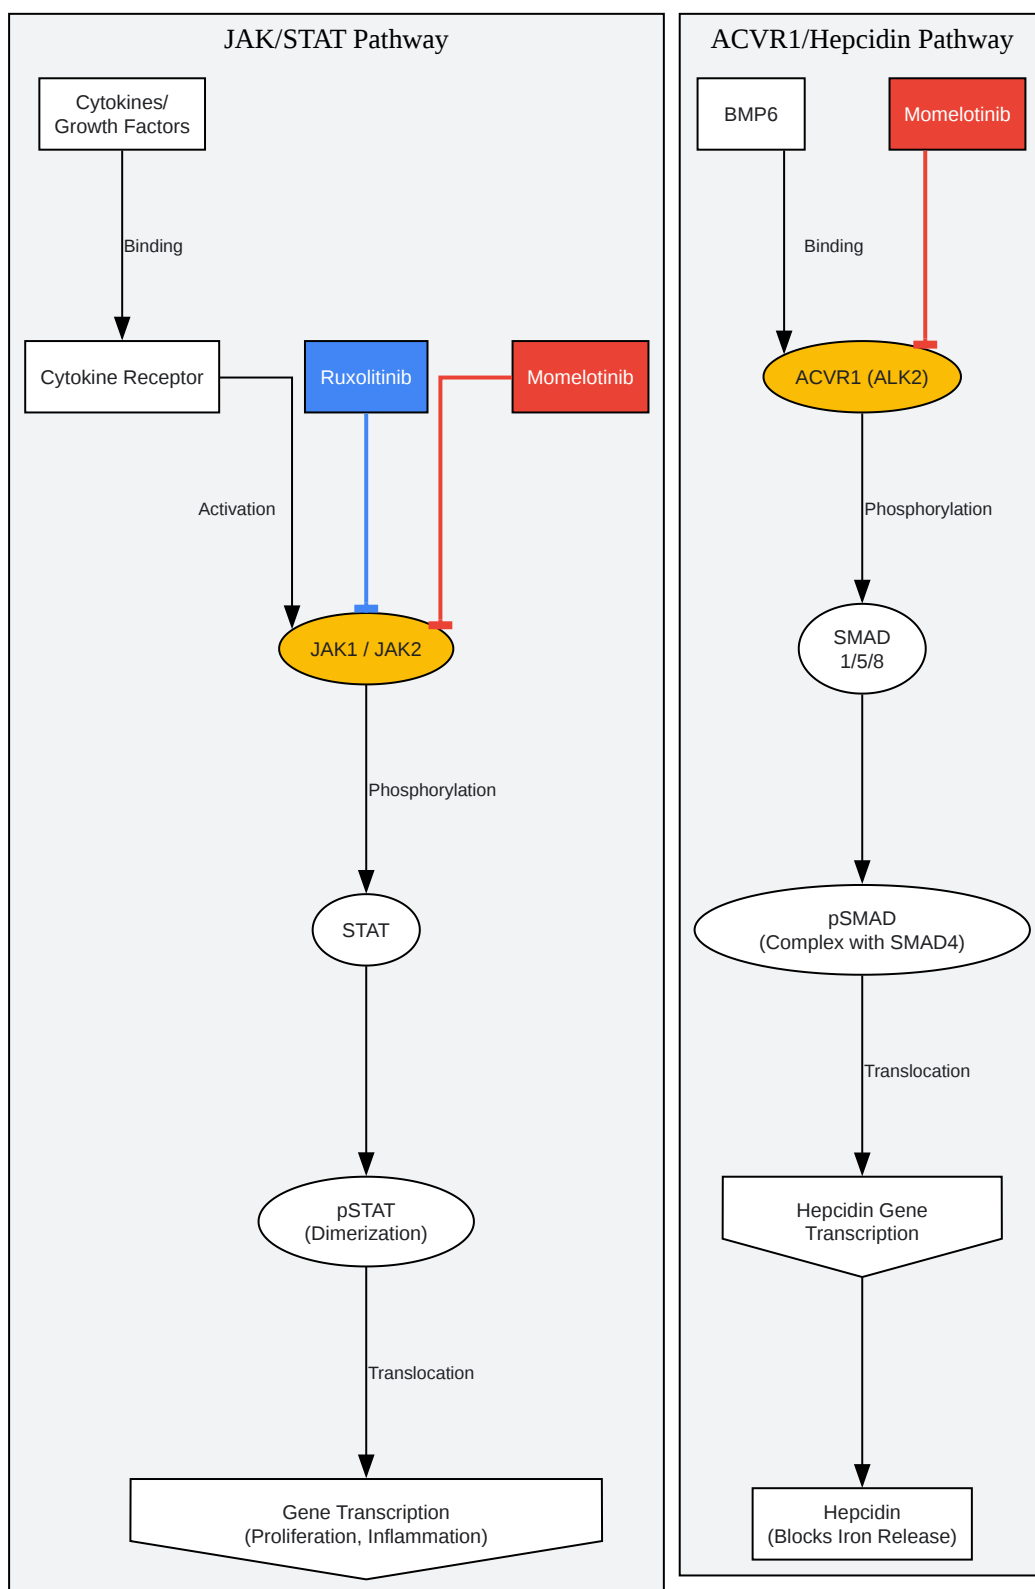 JAK/STAT Pathway
Cytokines/
Growth Factors
Binding
Cytokine Receptor
Ruxolitinib
Momelotinib
Activation
JAK1 / JAK2
Phosphorylation
STAT
pSTAT
(Dimerization)
Translocation
Gene Transcription
(Proliferation, Inflammation)
ACVR1/Hepcidin Pathway
BMP6
Momelotinib
Binding
ACVR1 (ALK2)
Phosphorylation
SMAD
1/5/8
pSMAD
(Complex with SMAD4)
Translocation
Hepcidin Gene
Transcription
Hepcidin
(Blocks Iron Release)